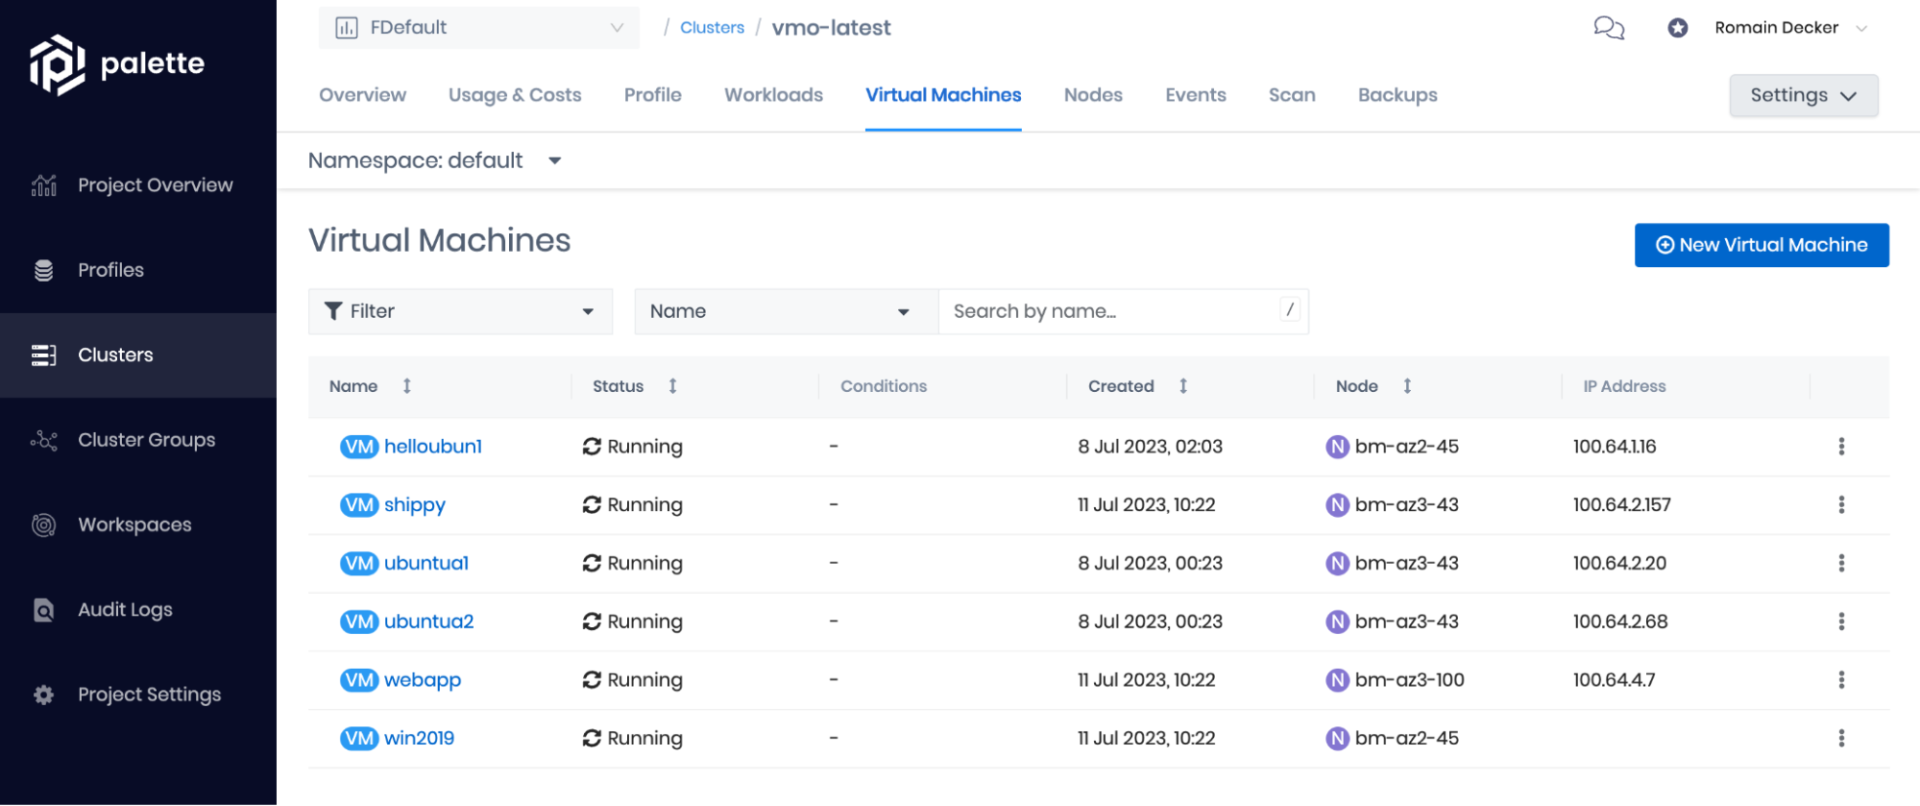 palette
FDefault / Clusters / vmo-latest
Romain Decker
Overview Usage & Costs Profile Workloads Virtual Machines Nodes Events Scan Backups Settings
Namespace: default
Project Overview
Profiles
Clusters
Cluster Groups
Workspaces
Audit Logs
Project Settings
Virtual Machines
New Virtual Machine
Filter Name Search by name... /
Name Status Conditions Created Node IP Address
VM helloubun1 Running - 8 Jul 2023, 02:03 N bm-az2-45 100.64.1.16
VM shippy Running - 11 Jul 2023, 10:22 N bm-az3-43 100.64.2.157
VM ubuntua1 Running - 8 Jul 2023, 00:23 N bm-az3-43 100.64.2.20
VM ubuntua2 Running - 8 Jul 2023, 00:23 N bm-az3-43 100.64.2.68
VM webapp Running - 11 Jul 2023, 10:22 N bm-az3-100 100.64.4.7
VM win2019 Running - 11 Jul 2023, 10:22 N bm-az2-45